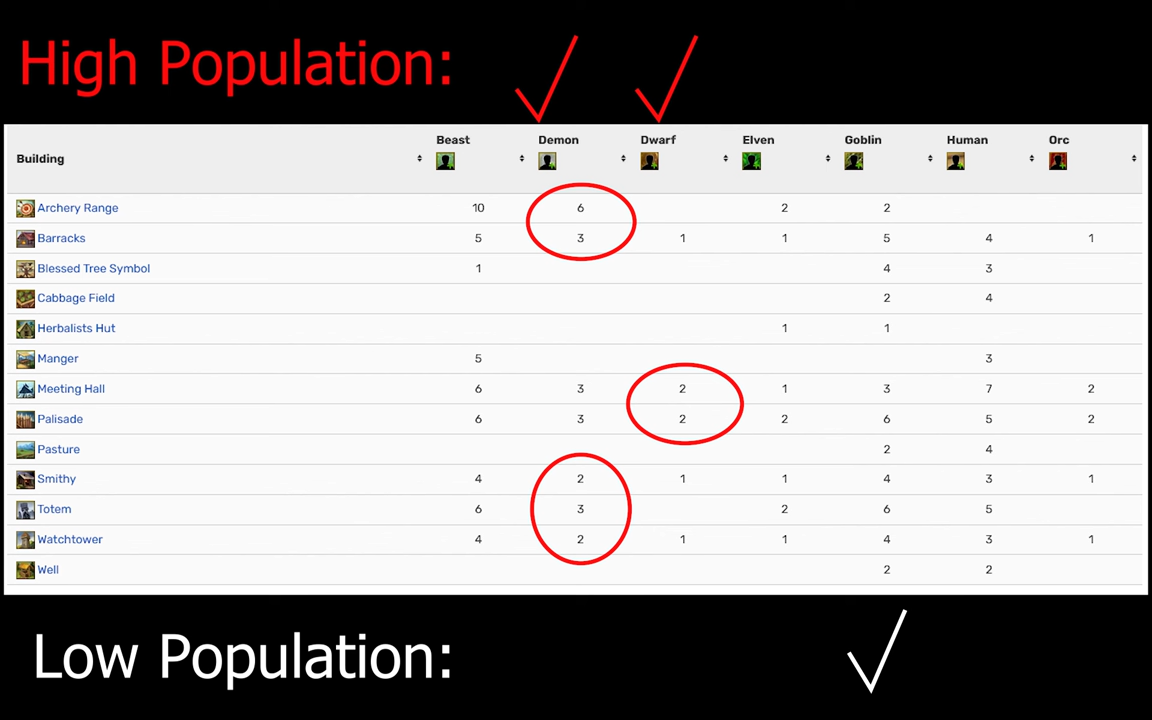 High Population:
Building Beast Demon Dwarf Elven Goblin Human Orc
Archery Range 10 6 2 2
Barracks 5 3 1 1 5 4 1
Blessed Tree Symbol 1 4 3
Cabbage Field 2 4
Herbalists Hut 1 1
Manger 5 3
Meeting Hall 6 3 2 1 3 7 2
Palisade 6 3 2 2 6 5 2
Pasture 2 4
Smithy 4 2 1 1 4 3 1
Totem 6 3 2 6 5
Watchtower 4 2 1 1 4 3 1
Well 2 2
Low Population: